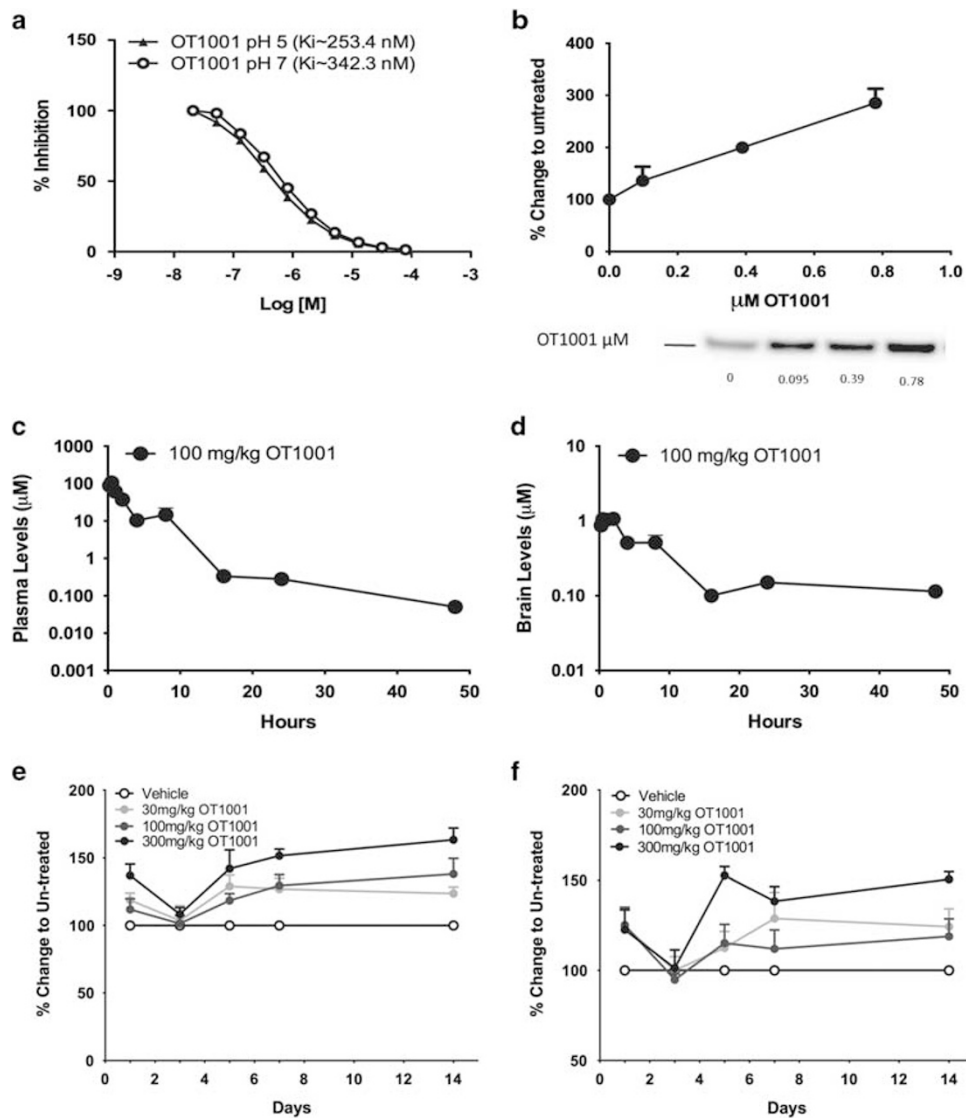 a
150
OT1001 pH 5 (Ki~253.4 nM)
OT1001 pH 7 (Ki~342.3 nM)
100
50
0
% Inhibition
-9 -8 -7 -6 -5 -4 -3
Log [M]
b
400
300
200
100
0
% Change to untreated
0.0 0.2 0.4 0.6 0.8 1.0
µM OT1001
OT1001 µM
0 0.095 0.39 0.78
c
1000
100
10
1
0.100
0.010
0.001
100 mg/kg OT1001
Plasma Levels (µM)
0 10 20 30 40 50
Hours
d
10
1
0.10
0.01
100 mg/kg OT1001
Brain Levels (µM)
0 10 20 30 40 50
Hours
e
200
150
100
50
0
Vehicle
30mg/kg OT1001
100mg/kg OT1001
300mg/kg OT1001
% Change to Un-treated
0 2 4 6 8 10 12 14
Days
f
200
150
100
50
Vehicle
30mg/kg OT1001
100mg/kg OT1001
300mg/kg OT1001
% Change to Un-treated
0 2 4 6 8 10 12 14
Days